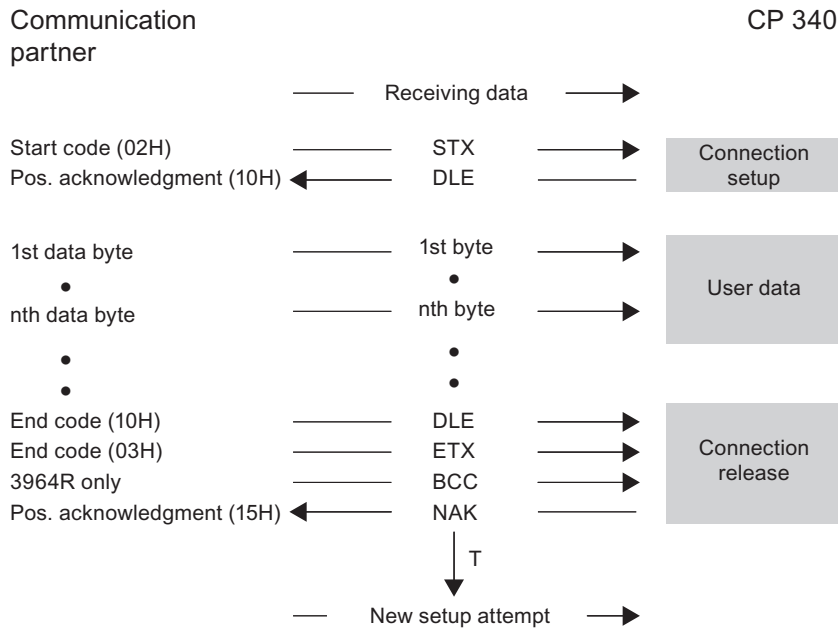 Communication partner
CP 340
Receiving data
Start code (02H) STX
Pos. acknowledgment (10H) DLE
Connection setup
1st data byte 1st byte
User data
nth data byte nth byte
End code (10H) DLE
End code (03H) ETX
Connection release
3964R only BCC
Pos. acknowledgment (15H) NAK
T
New setup attempt